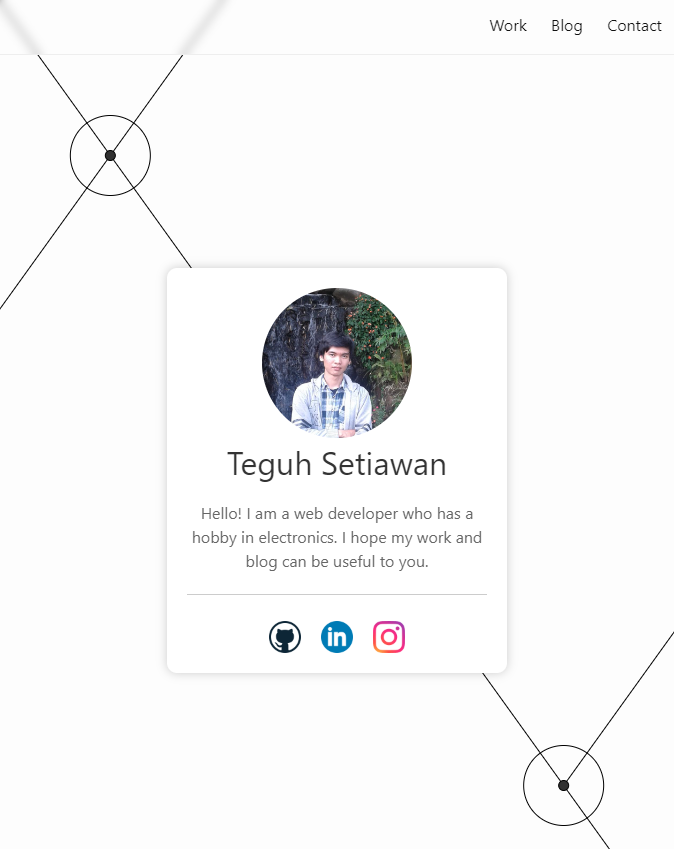 Work Blog Contact
Teguh Setiawan
Hello! I am a web developer who has a
hobby in electronics. I hope my work and
blog can be useful to you.
in